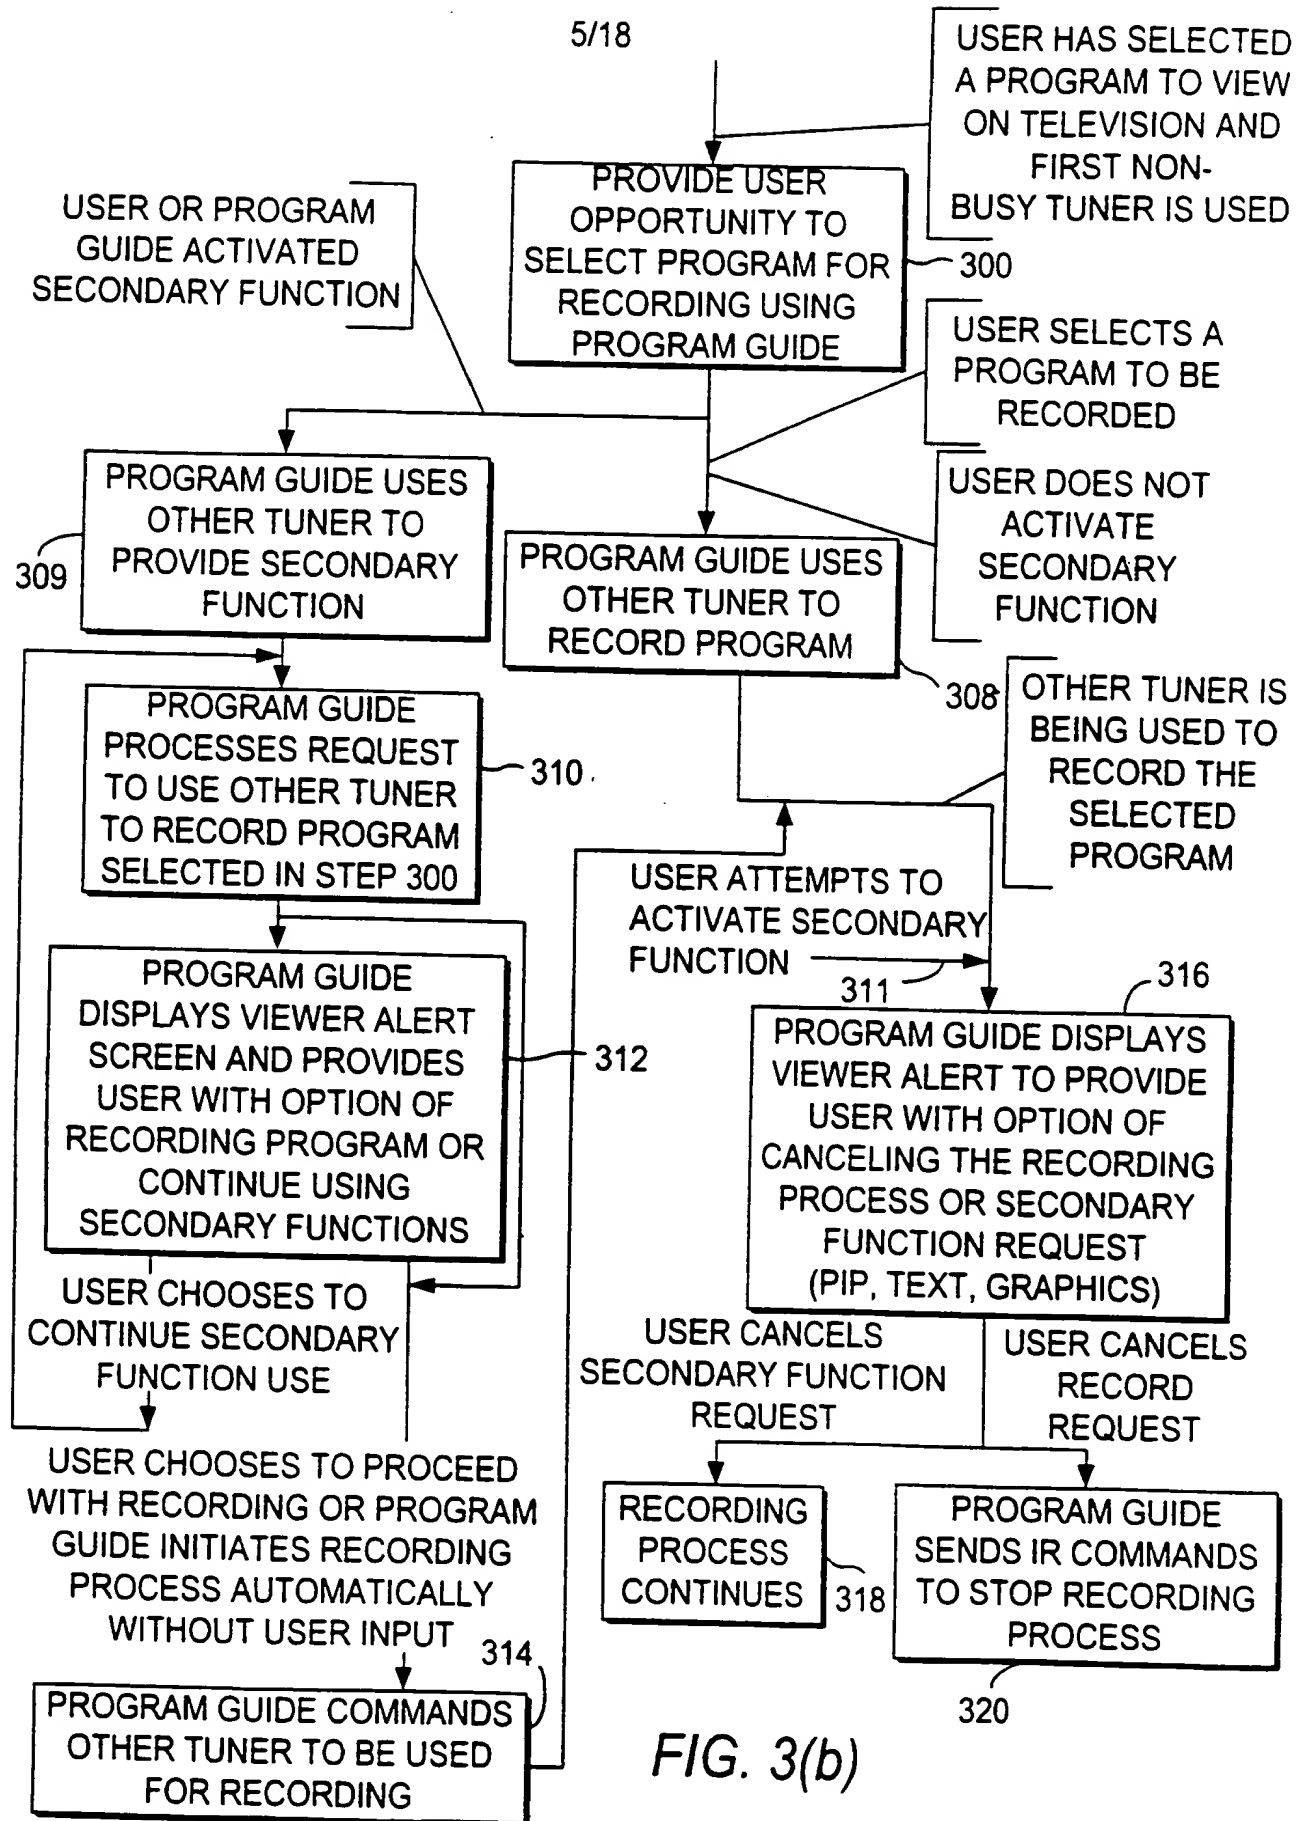 5/18
USER HAS SELECTED
A PROGRAM TO VIEW
ON TELEVISION AND
FIRST NON-
BUSY TUNER IS USED
PROVIDE USER
OPPORTUNITY TO
SELECT PROGRAM FOR
RECORDING USING
PROGRAM GUIDE
300
USER OR PROGRAM
GUIDE ACTIVATED
SECONDARY FUNCTION
USER SELECTS A
PROGRAM TO BE
RECORDED
USER DOES NOT
ACTIVATE
SECONDARY
FUNCTION
PROGRAM GUIDE USES
OTHER TUNER TO
PROVIDE SECONDARY
FUNCTION
309
PROGRAM GUIDE USES
OTHER TUNER TO
RECORD PROGRAM
308
OTHER TUNER IS
BEING USED TO
RECORD THE
SELECTED
PROGRAM
PROGRAM GUIDE
PROCESSES REQUEST
TO USE OTHER TUNER
TO RECORD PROGRAM
SELECTED IN STEP 300
310
USER ATTEMPTS TO
ACTIVATE SECONDARY
FUNCTION
311
PROGRAM GUIDE
DISPLAYS VIEWER ALERT
SCREEN AND PROVIDES
USER WITH OPTION OF
RECORDING PROGRAM OR
CONTINUE USING
SECONDARY FUNCTIONS
312
316
PROGRAM GUIDE DISPLAYS
VIEWER ALERT TO PROVIDE
USER WITH OPTION OF
CANCELING THE RECORDING
PROCESS OR SECONDARY
FUNCTION REQUEST
(PIP, TEXT, GRAPHICS)
USER CHOOSES TO
CONTINUE SECONDARY
FUNCTION USE
USER CANCELS
SECONDARY FUNCTION
REQUEST
USER CANCELS
RECORD
REQUEST
USER CHOOSES TO PROCEED
WITH RECORDING OR PROGRAM
GUIDE INITIATES RECORDING
PROCESS AUTOMATICALLY
WITHOUT USER INPUT
RECORDING
PROCESS
CONTINUES
318
PROGRAM GUIDE
SENDS IR COMMANDS
TO STOP RECORDING
PROCESS
320
314
PROGRAM GUIDE COMMANDS
OTHER TUNER TO BE USED
FOR RECORDING
FIG. 3(b)